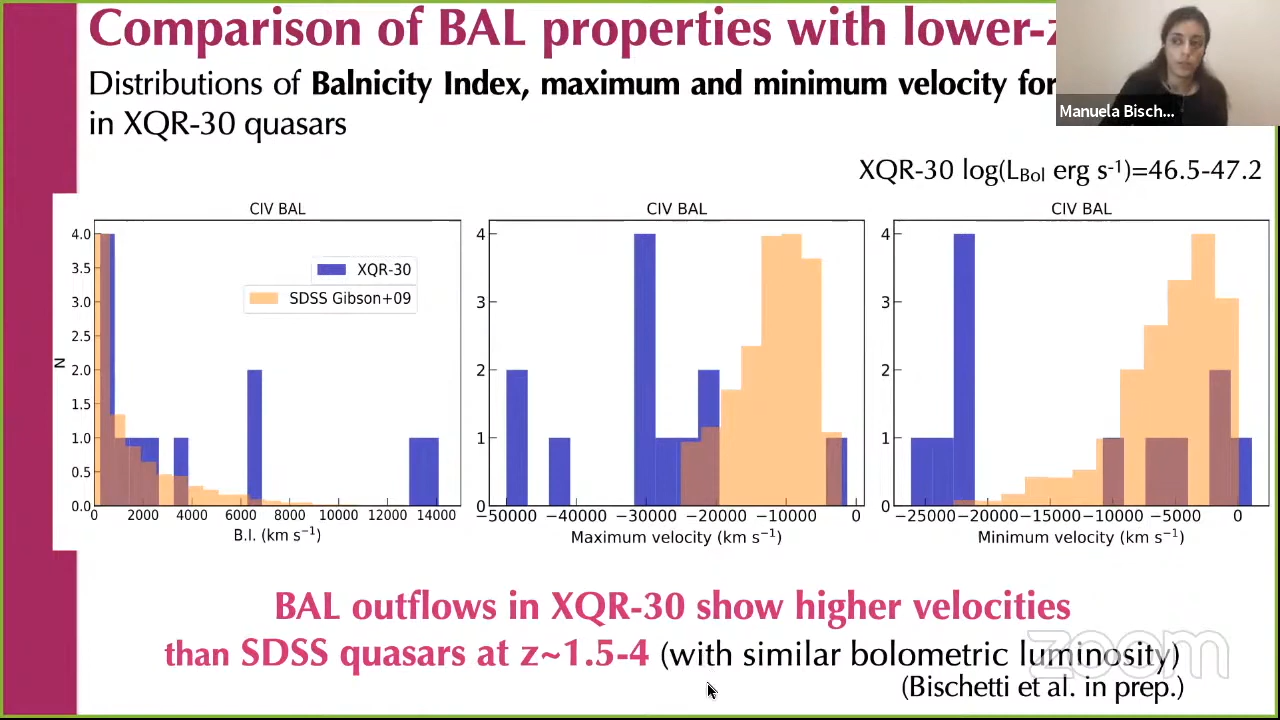 Comparison of BAL properties with lower-z
Distributions of Balnicity Index, maximum and minimum velocity for
in XQR-30 quasars
Manuela Bisch...
XQR-30 log(LBol erg s-1)=46.5-47.2
CIV BAL
N
4.0
3.5
3.0
2.5
2.0
1.5
1.0
0.5
0.0
XQR-30
SDSS Gibson+09
0 2000 4000 6000 8000 10000 12000 14000
B.I. (km s−1)
CIV BAL
4
3
2
1
0
−50000 −40000 −30000 −20000 −10000 0
Maximum velocity (km s−1)
CIV BAL
4
3
2
1
0
−25000 −20000 −15000 −10000 −5000 0
Minimum velocity (km s−1)
BAL outflows in XQR-30 show higher velocities
than SDSS quasars at z~1.5-4 (with similar bolometric luminosity)
(Bischetti et al. in prep.)
zoom